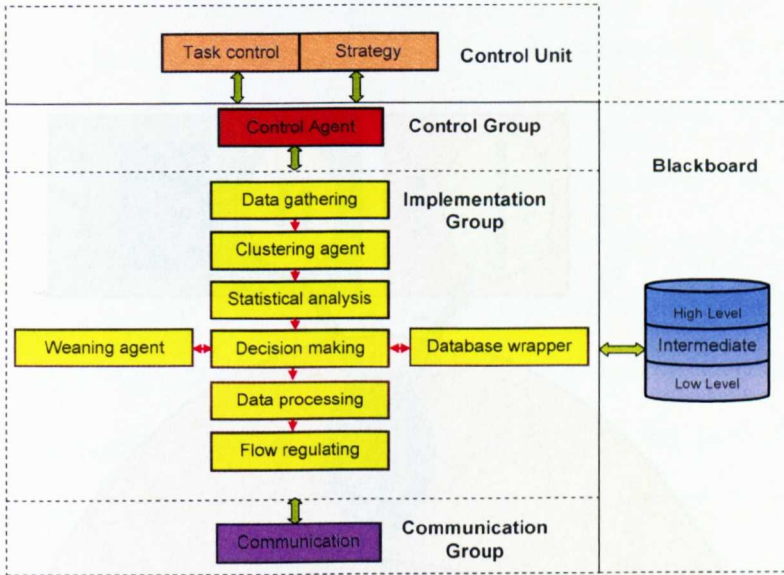 Task control
Strategy
Control Unit
Control Agent
Control Group
Blackboard
Data gathering
Implementation
Group
Clustering agent
Statistical analysis
High Level
Weaning agent
Decision making
Database wrapper
Intermediate
Low Level
Data processing
Flow regulating
Communication
Communication
Group